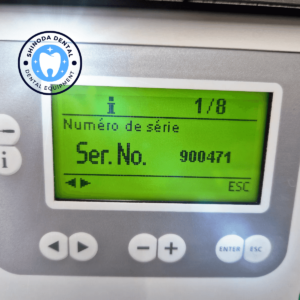 SHINODA DENTAL
DENTAL EQUIPMENT
i 1/8
Numéro de série
Ser. No. 900471
◄► ESC
i
◄ ► − + ENTER ESC